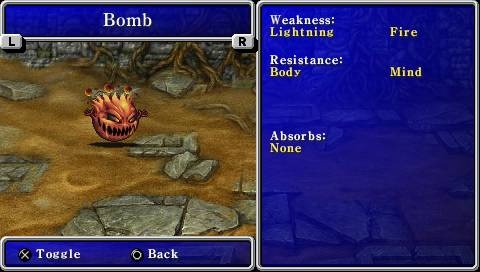 Bomb
L
R
Toggle
Back
Weakness:
Lightning Fire
Resistance:
Body Mind
Absorbs:
None